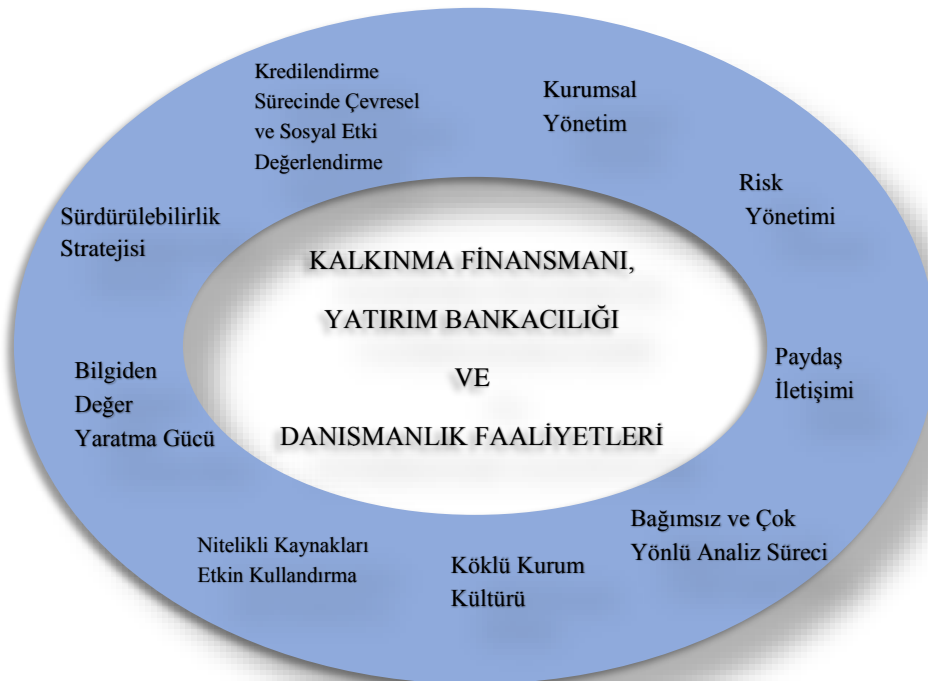 Kredilendirme
Sürecinde Çevresel
ve Sosyal Etki
Değerlendirme
Kurumsal
Yönetim
Risk
Yönetimi
Sürdürülebilirlik
Stratejisi
KALKINMA FİNANSMANI,
YATIRIM BANKACILIĞI
VE
DANISMANLIK FAALİYETLERİ
Paydaş
İletişimi
Bilgiden
Değer
Yaratma Gücü
Bağımsız ve Çok
Yönlü Analiz Süreci
Nitelikli Kaynakları
Etkin Kullandırma
Köklü Kurum
Kültürü